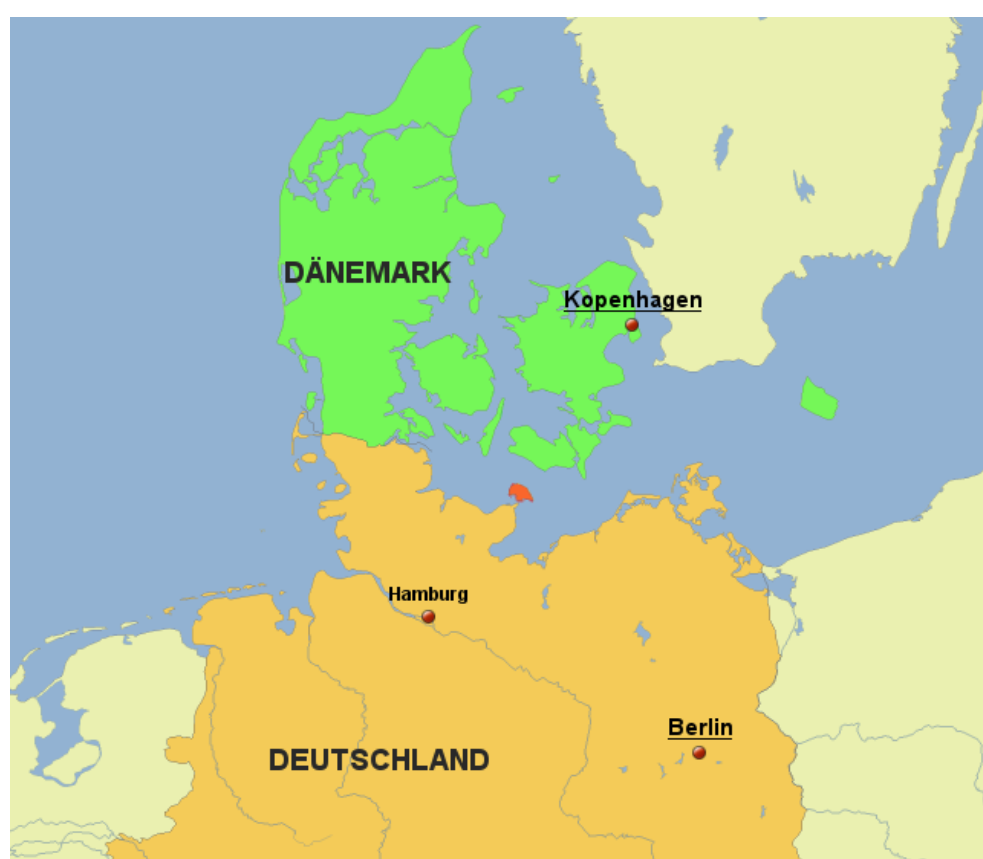 DÄNEMARK
Kopenhagen
Hamburg
Berlin
DEUTSCHLAND